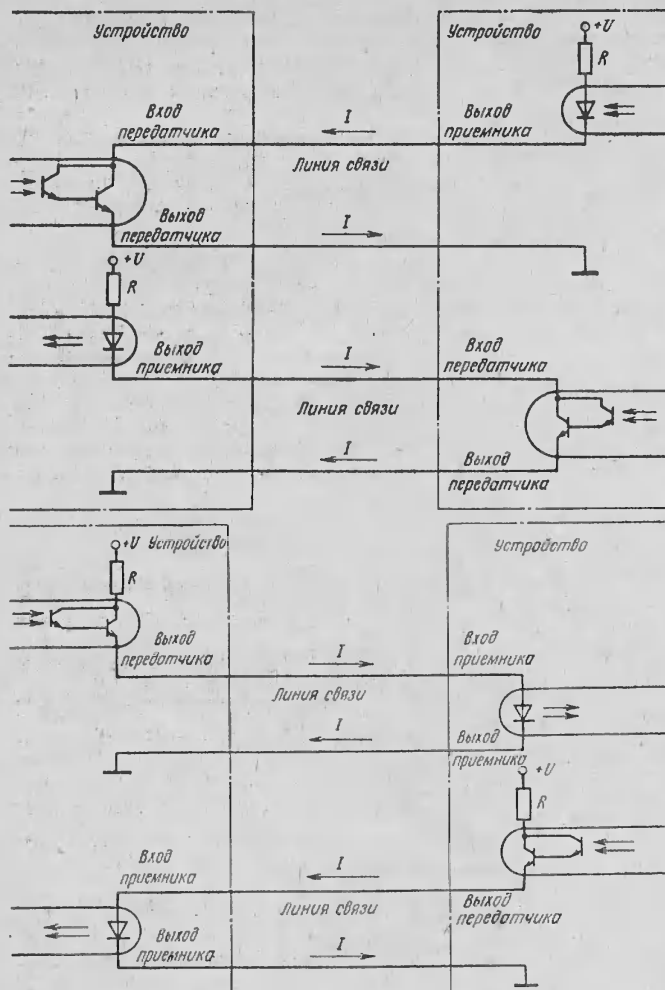 Устройство
Устройство
+U
R
Вход
передатчика
I
Выход
приемника
Линия связи
Выход
передатчика
I
+U
R
Выход
приемника
I
Вход
передатчика
Линия связи
I
Выход
передатчика
+U Устройство
Устройство
R
Выход
передатчика
I
Вход
приемника
Линия связи
I
Выход
приемника
+U
R
Вход
приемника
I
Линия связи
Выход
передатчика
Выход
приемника
I